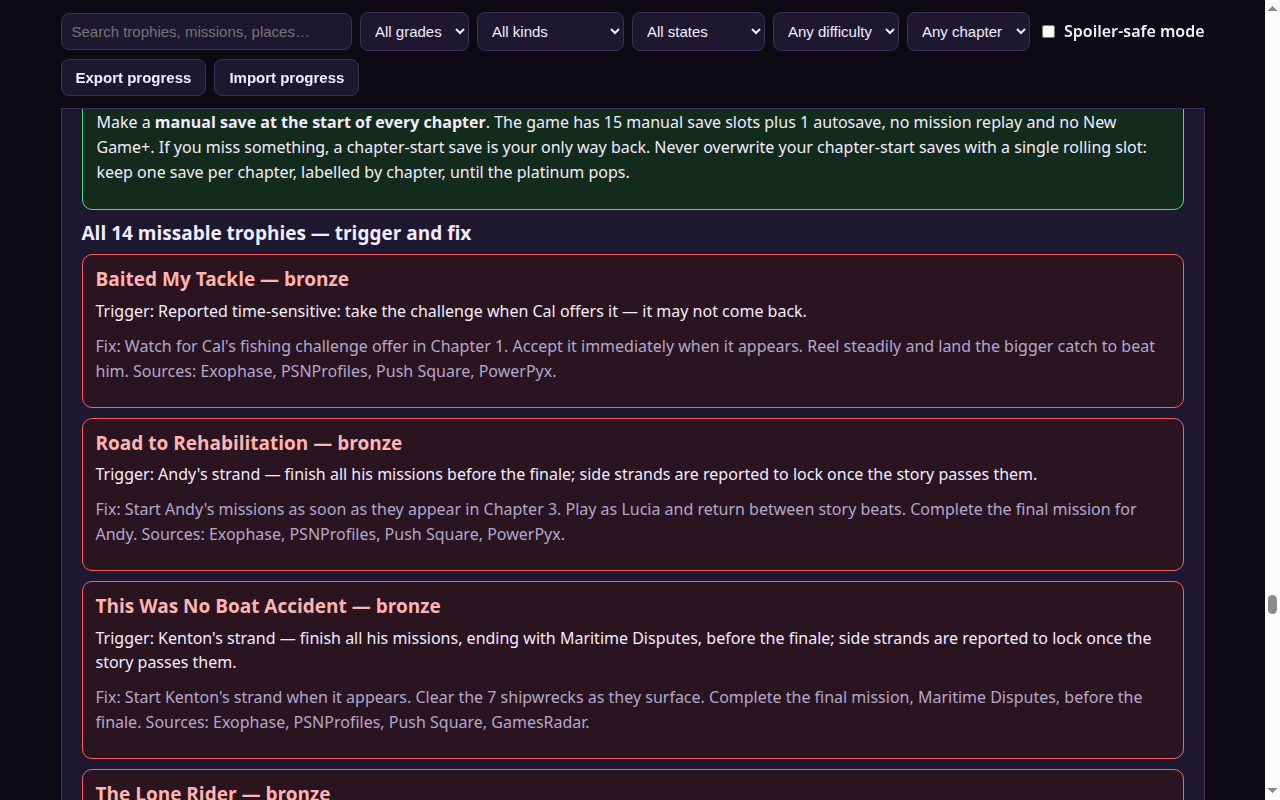 Search trophies, missions, places…
All grades
All kinds
All states
Any difficulty
Any chapter
Spoiler-safe mode
Export progress
Import progress
Make a manual save at the start of every chapter. The game has 15 manual save slots plus 1 autosave, no mission replay and no New
Game+. If you miss something, a chapter-start save is your only way back. Never overwrite your chapter-start saves with a single rolling slot:
keep one save per chapter, labelled by chapter, until the platinum pops.
All 14 missable trophies — trigger and fix
Baited My Tackle — bronze
Trigger: Reported time-sensitive: take the challenge when Cal offers it — it may not come back.
Fix: Watch for Cal's fishing challenge offer in Chapter 1. Accept it immediately when it appears. Reel steadily and land the bigger catch to beat
him. Sources: Exophase, PSNProfiles, Push Square, PowerPyx.
Road to Rehabilitation — bronze
Trigger: Andy's strand — finish all his missions before the finale; side strands are reported to lock once the story passes them.
Fix: Start Andy's missions as soon as they appear in Chapter 3. Play as Lucia and return between story beats. Complete the final mission for
Andy. Sources: Exophase, PSNProfiles, Push Square, PowerPyx.
This Was No Boat Accident — bronze
Trigger: Kenton's strand — finish all his missions, ending with Maritime Disputes, before the finale; side strands are reported to lock once the
story passes them.
Fix: Start Kenton's strand when it appears. Clear the 7 shipwrecks as they surface. Complete the final mission, Maritime Disputes, before the
finale. Sources: Exophase, PSNProfiles, Push Square, GamesRadar.
The Lone Rider — bronze